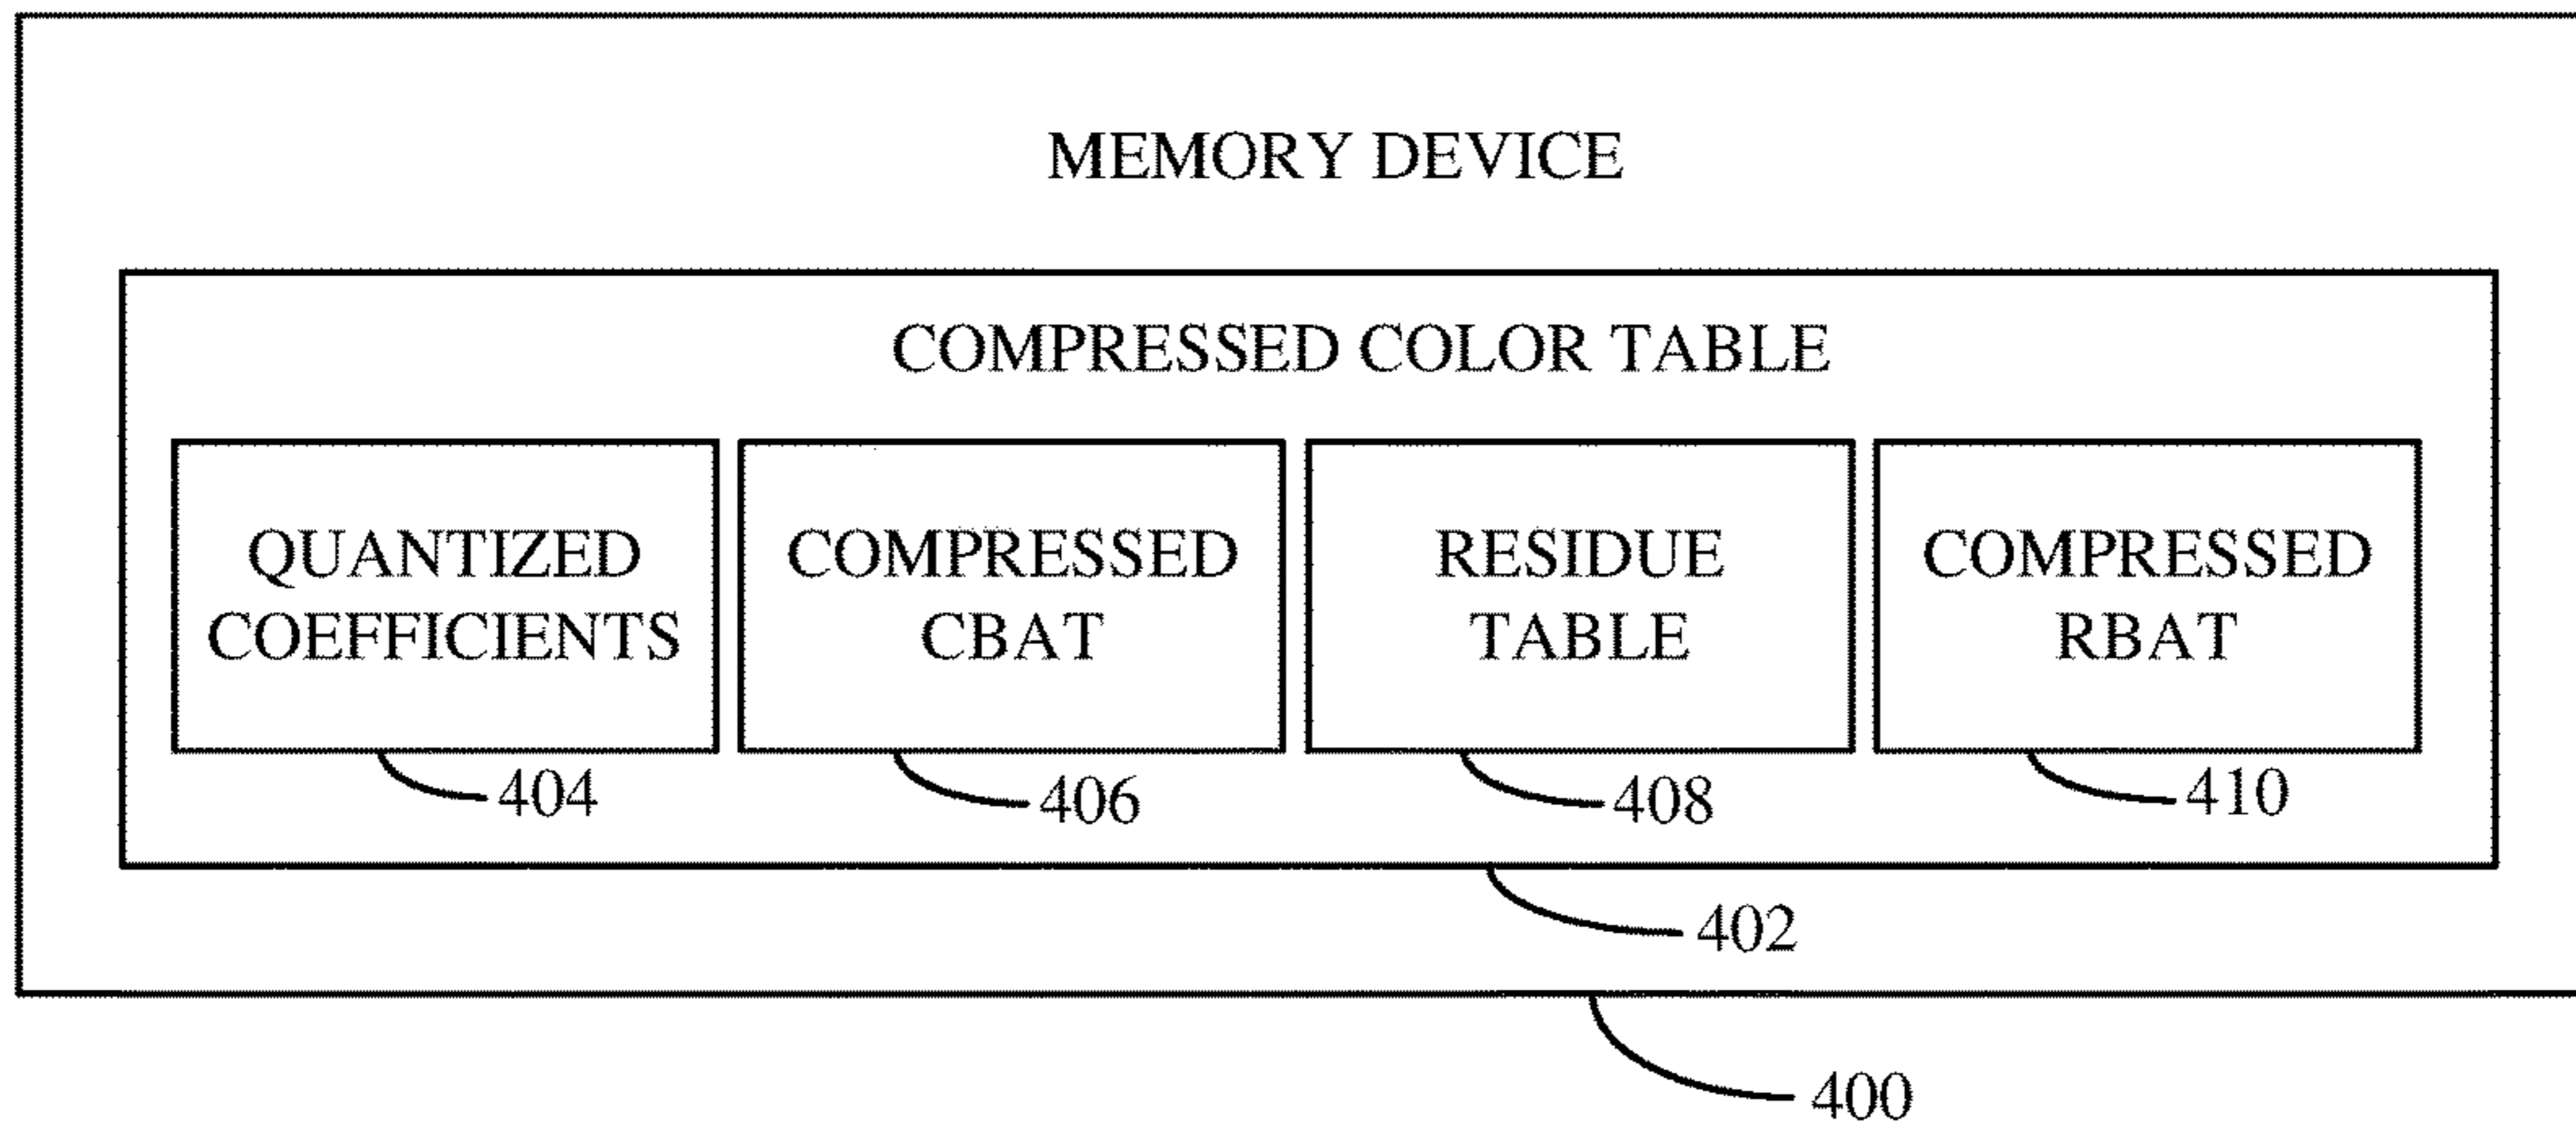 MEMORY DEVICE
COMPRESSED COLOR TABLE
QUANTIZED
COEFFICIENTS
COMPRESSED
CBAT
RESIDUE
TABLE
COMPRESSED
RBAT
404
406
408
410
402
400